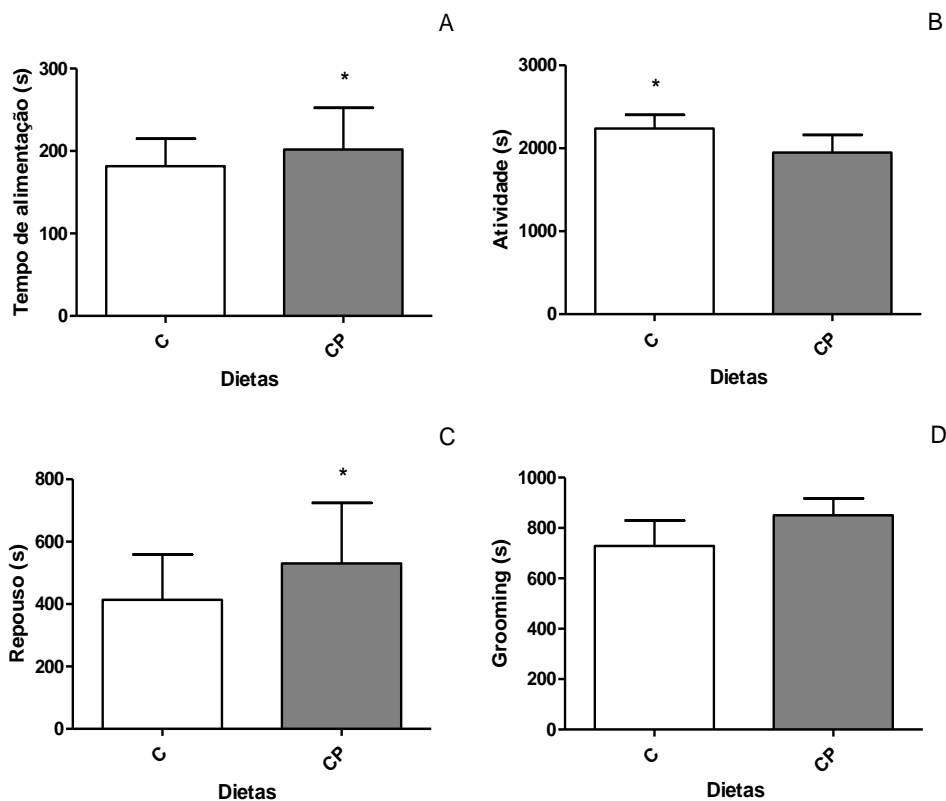 A
Tempo de alimentação (s)
300
200
100
0
*
C
CP
Dietas
B
Atividade (s)
3000
2000
1000
0
*
C
CP
Dietas
C
Repouso (s)
800
600
400
200
0
*
C
CP
Dietas
D
Grooming (s)
1000
800
600
400
200
0
C
CP
Dietas